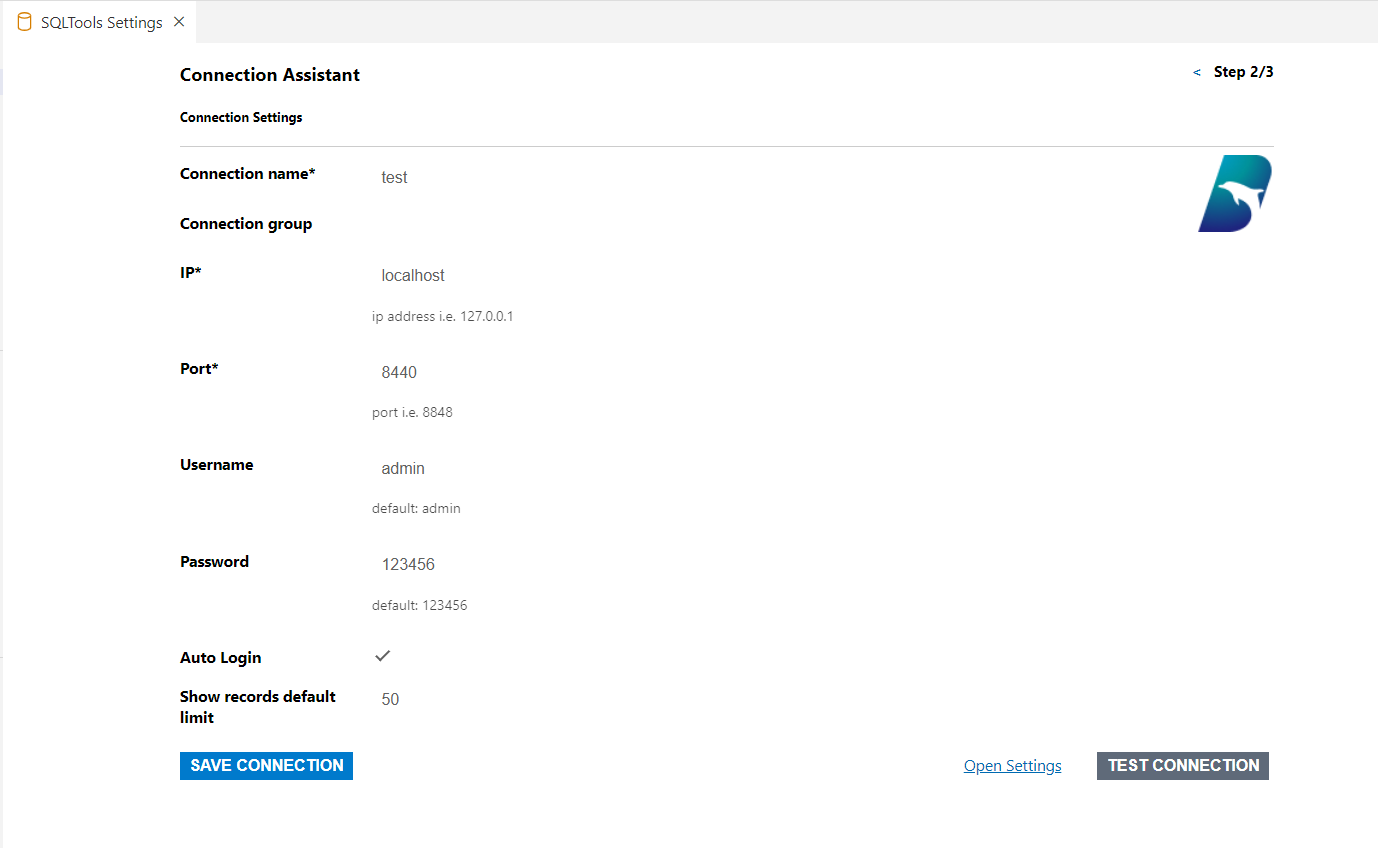 SQLTools Settings
Connection Assistant
< Step 2/3
Connection Settings
Connection name* test
Connection group
IP* localhost
ip address i.e. 127.0.0.1
Port* 8440
port i.e. 8848
Username admin
default: admin
Password 123456
default: 123456
Auto Login
Show records default
limit
50
SAVE CONNECTION Open Settings TEST CONNECTION